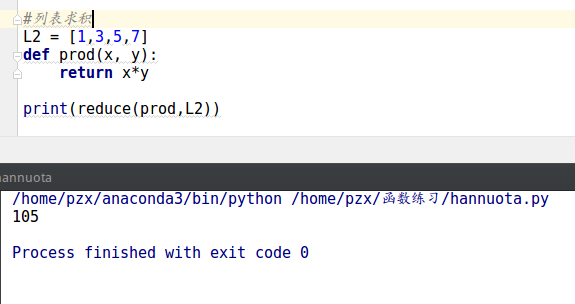 #列表求积
L2 = [1,3,5,7]
def prod(x, y):
    return x*y
print(reduce(prod,L2))
hannuota
/home/pzx/anaconda3/bin/python /home/pzx/函数练习/hannuota.py
105
Process finished with exit code 0